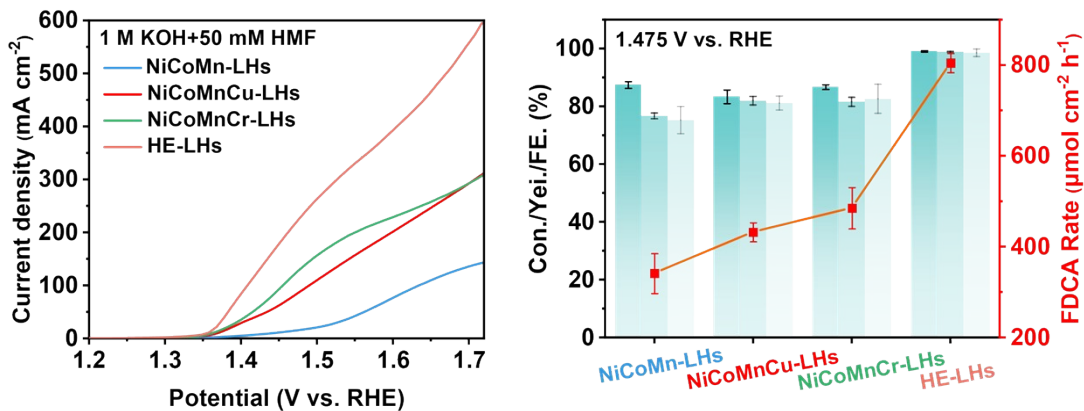 1 M KOH+50 mM HMF
NiCoMn-LHs
NiCoMnCu-LHs
NiCoMnCr-LHs
HE-LHs
Current density (mA cm⁻²)
600
500
400
300
200
100
0
1.2
1.3
1.4
1.5
1.6
1.7
Potential (V vs. RHE)
1.475 V vs. RHE
Con./Yei./FE. (%)
100
80
60
40
20
0
NiCoMn-LHs
NiCoMnCu-LHs
NiCoMnCr-LHs
HE-LHs
800
600
400
200
FDCA Rate (μmol cm⁻² h⁻¹)